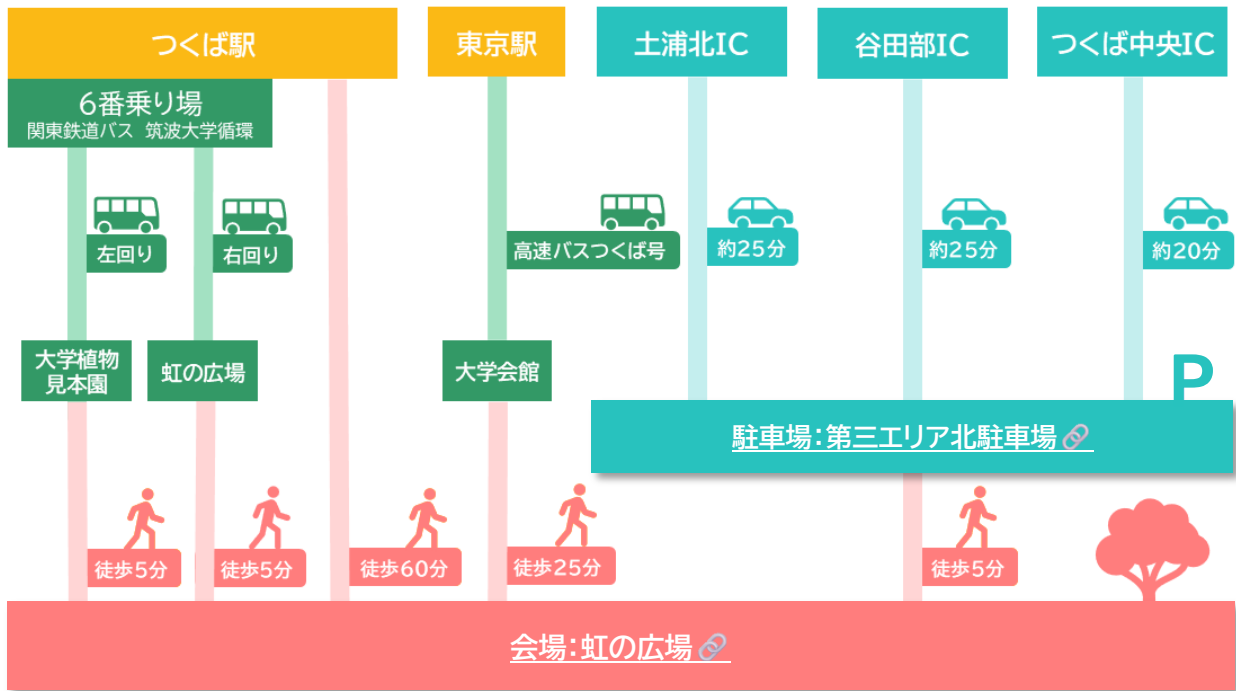 つくば駅
東京駅
土浦北IC
谷田部IC
つくば中央IC
6番乗り場
関東鉄道バス 筑波大学循環
左回り
右回り
高速バスつくば号
約25分
約25分
約20分
大学植物
見本園
虹の広場
大学会館
P
駐車場：第三エリア北駐車場
徒歩5分
徒歩5分
徒歩60分
徒歩25分
徒歩5分
会場：虹の広場